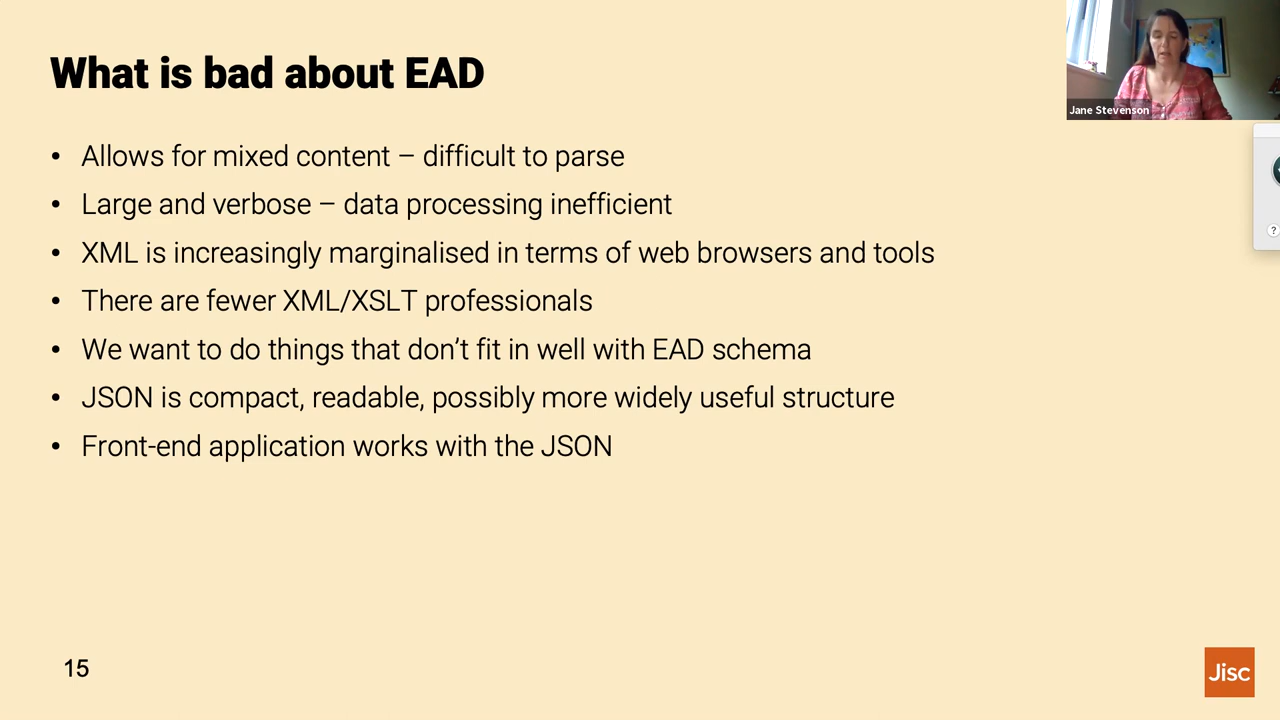 What is bad about EAD
Jane Stevenson
• Allows for mixed content – difficult to parse
• Large and verbose – data processing inefficient
• XML is increasingly marginalised in terms of web browsers and tools
• There are fewer XML/XSLT professionals
• We want to do things that don’t fit in well with EAD schema
• JSON is compact, readable, possibly more widely useful structure
• Front-end application works with the JSON
?
15
Jisc